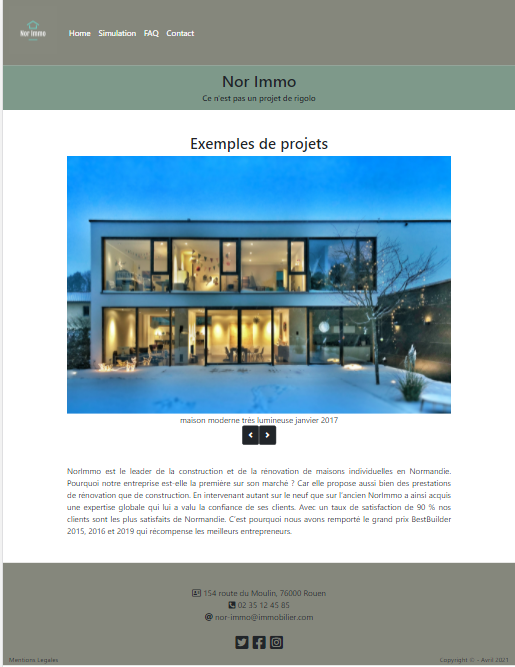 Nor Immo
Home Simulation FAQ Contact
Nor Immo
Ce n'est pas un projet de rigolo
Exemples de projets
maison moderne très lumineuse janvier 2017
NorImmo est le leader de la construction et de la rénovation de maisons individuelles en Normandie.
Pourquoi notre entreprise est-elle la première sur son marché ? Car elle propose aussi bien des prestations
de rénovation que de construction. En intervenant autant sur le neuf que sur l'ancien NorImmo a ainsi acquis
une expertise globale qui lui a valu la confiance de ses clients. Avec un taux de satisfaction de 90 % nos
clients sont les plus satisfaits de Normandie. C'est pourquoi nous avons remporté le grand prix BestBuilder
2015, 2016 et 2019 qui récompense les meilleurs entrepreneurs.
154 route du Moulin, 76000 Rouen
02 35 12 45 85
@ nor-immo@immobilier.com
Mentions Legales
Copyright © - Avril 2021